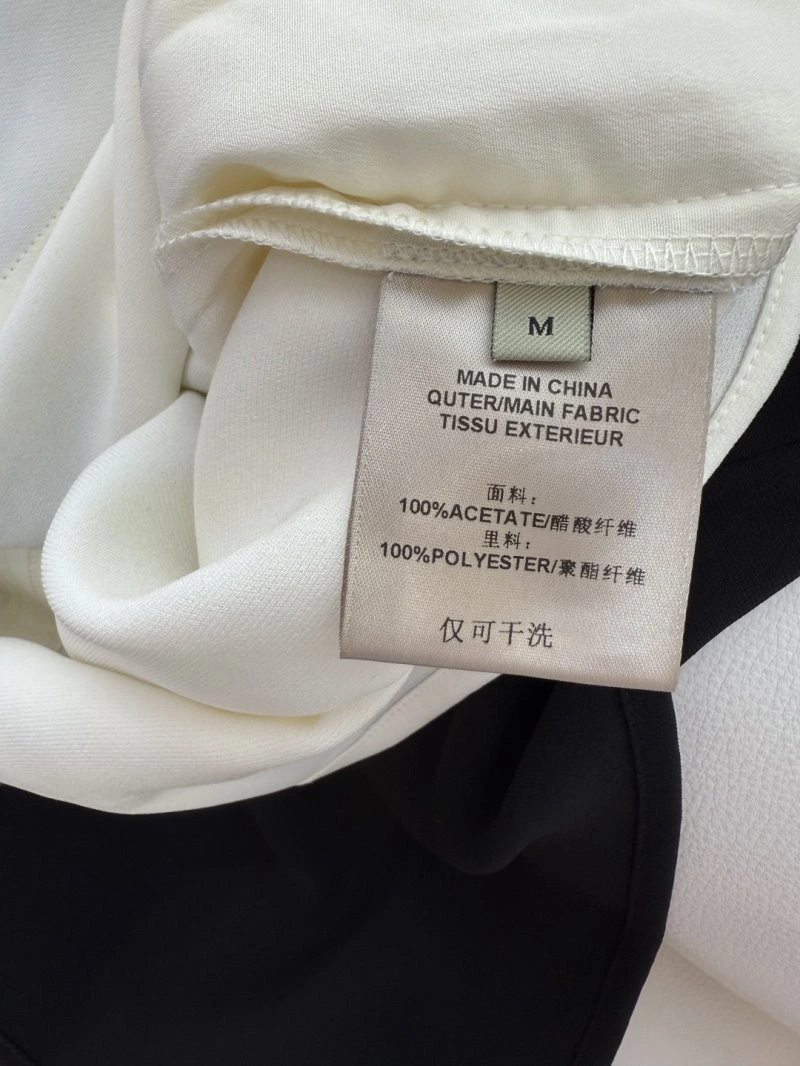 M
MADE IN CHINA
QUTER/MAIN FABRIC
TISSU EXTERIEUR
面料：
100%ACETATE/醋酸纤维
里料：
100%POLYESTER/聚酯纤维
仅可干洗